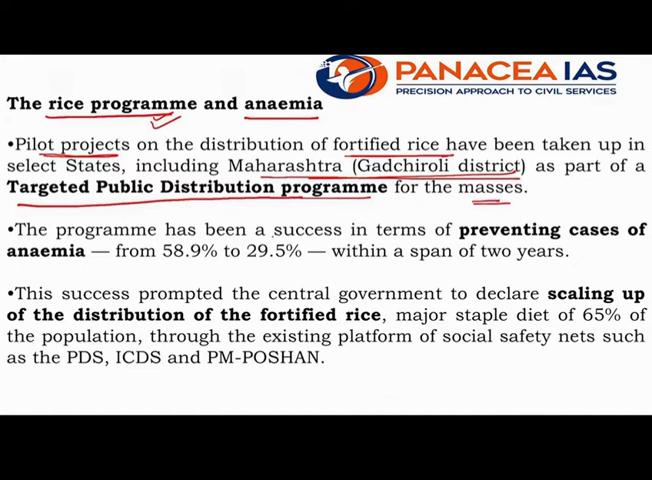 PANACEA IAS
PRECISION APPROACH TO CIVIL SERVICES
The rice programme and anaemia
•Pilot projects on the distribution of fortified rice have been taken up in
select States, including Maharashtra (Gadchiroli district) as part of a
Targeted Public Distribution programme for the masses.
•The programme has been a success in terms of preventing cases of
anaemia — from 58.9% to 29.5% — within a span of two years.
•This success prompted the central government to declare scaling up
of the distribution of the fortified rice, major staple diet of 65% of
the population, through the existing platform of social safety nets such
as the PDS, ICDS and PM-POSHAN.